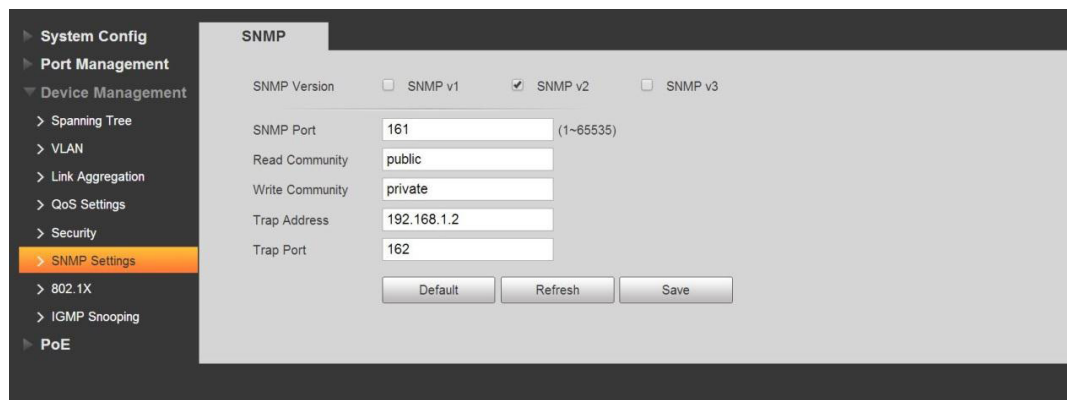 System Config
Port Management
Device Management
> Spanning Tree
> VLAN
> Link Aggregation
> QoS Settings
> Security
> SNMP Settings
> 802.1X
> IGMP Snooping
PoE
SNMP
SNMP Version SNMP v1 SNMP v2 SNMP v3
SNMP Port 161 (1~65535)
Read Community public
Write Community private
Trap Address 192.168.1.2
Trap Port 162
Default Refresh Save